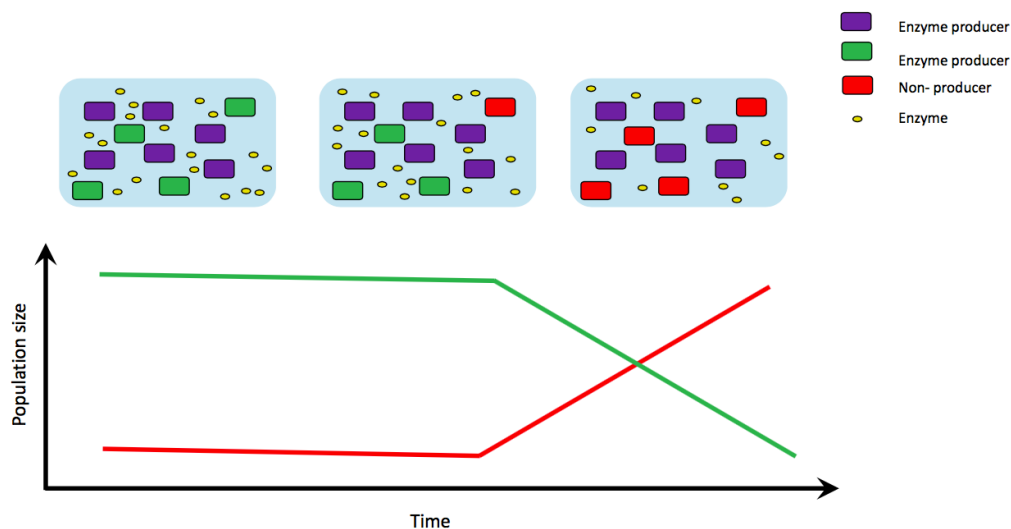 Enzyme producer
Enzyme producer
Non- producer
Enzyme
Population size
Time